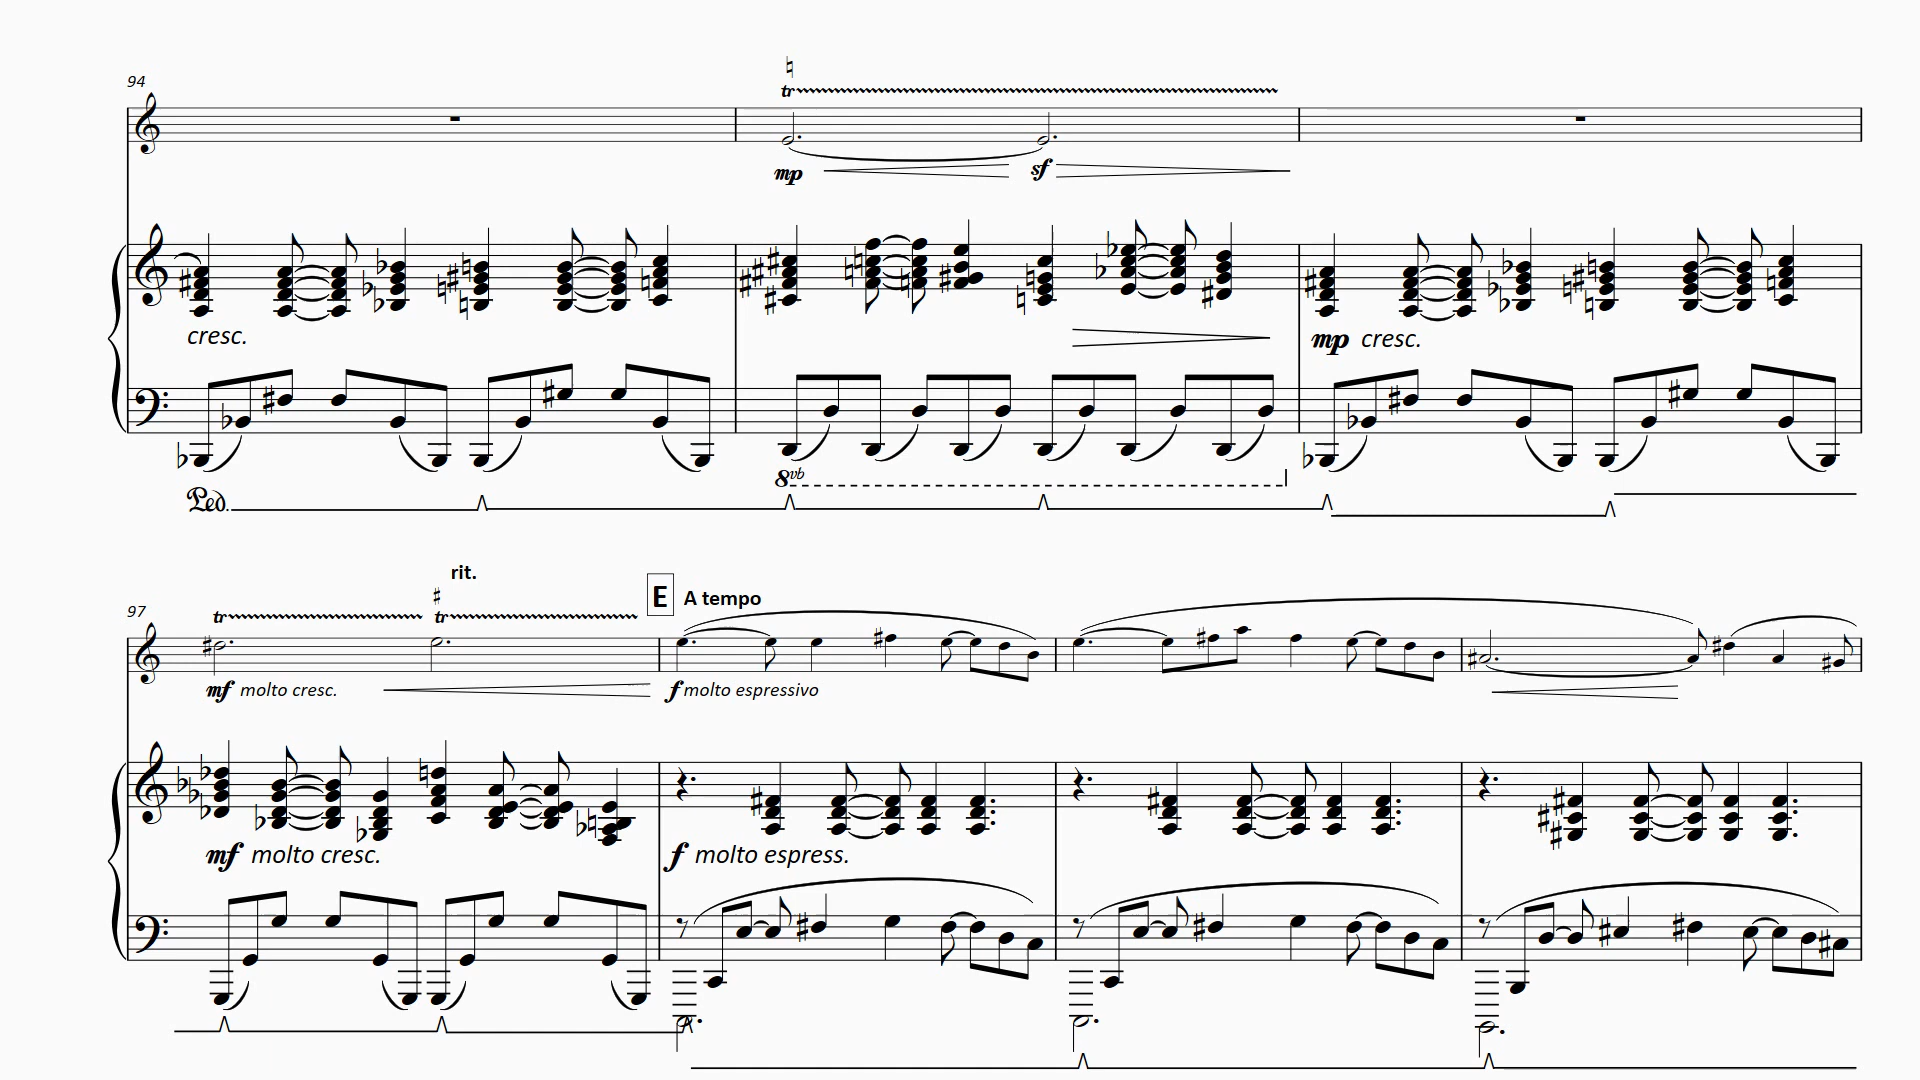 94
tr
mp sf
cresc. mp cresc.
8vb
Ped.
rit.
97 tr tr E A tempo
mf molto cresc. f molto espressivo
mf molto cresc. f molto espress.